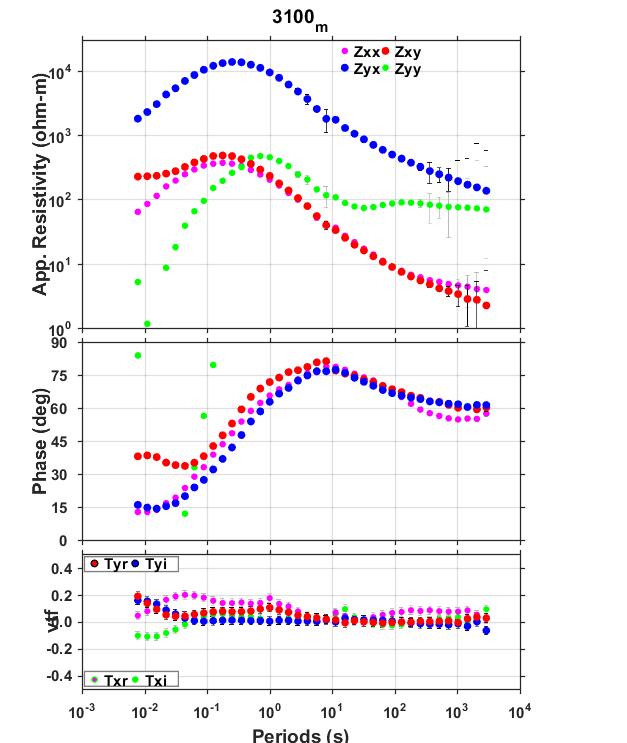 3100m
Zxx Zxy
Zyx Zyy
App. Resistivity (ohm-m)
10^4
10^3
10^2
10^1
10^0
Phase (deg)
90
75
60
45
30
15
0
Tyr Tyi
vtf
0.4
0.2
0.0
-0.2
-0.4
Txr Txi
10^-3 10^-2 10^-1 10^0 10^1 10^2 10^3 10^4
Periods (s)